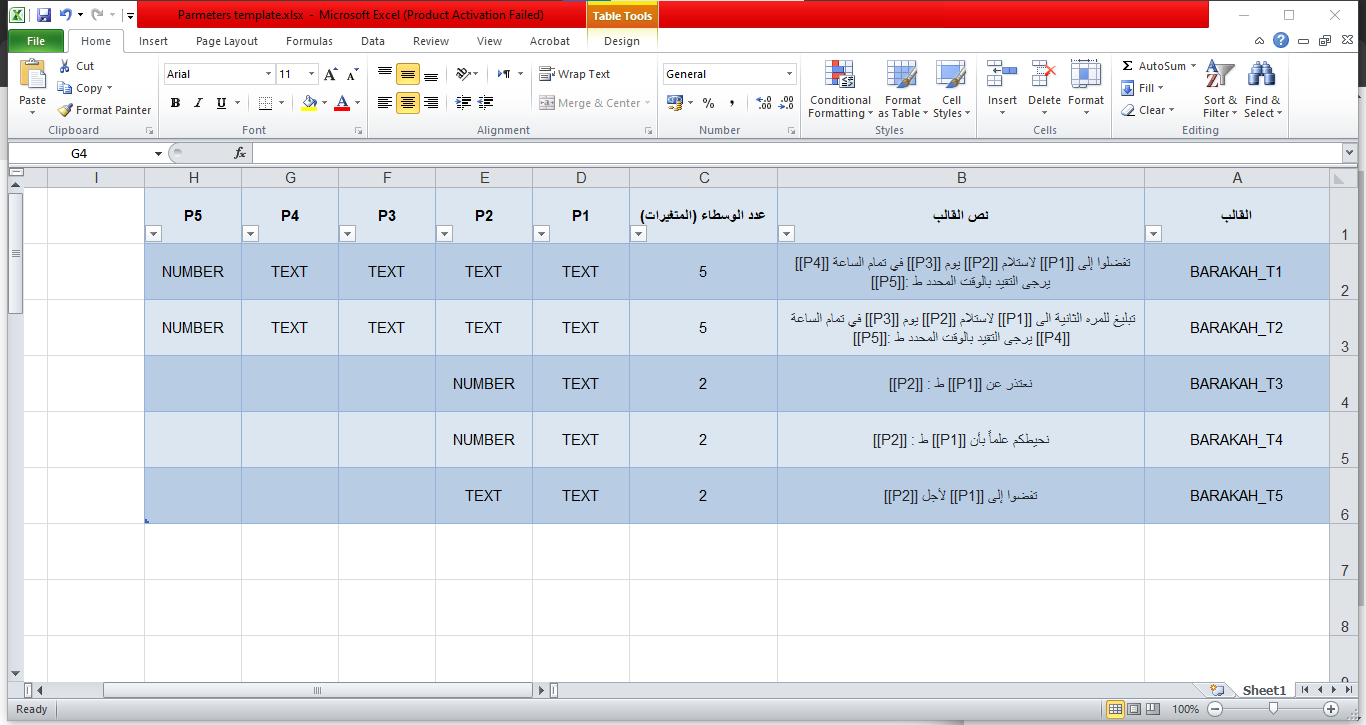 Parmeters template.xlsx - Microsoft Excel (Product Activation Failed)
Table Tools
File Home Insert Page Layout Formulas Data Review View Acrobat Design
Paste
Cut
Copy
Format Painter
Clipboard
Arial 11
B I U
Font
Wrap Text
Merge & Center
Alignment
General
% ,
Number
Conditional Formatting
Format as Table
Cell Styles
Styles
Insert Delete Format
Cells
Σ AutoSum
Fill
Clear
Sort & Filter
Find & Select
Editing
G4 fx
I H G F E D C B A
P5 P4 P3 P2 P1 عدد الوسطاء (المتغيرات) نص القالب القالب 1
NUMBER TEXT TEXT TEXT TEXT 5
تفضلوا إلى [[P1]] لاستلام [[P2]] يوم [[P3]] في تمام الساعة [[P4]]
يرجى التقيد بالوقت المحدد ط :[[P5]]
BARAKAH_T1 2
NUMBER TEXT TEXT TEXT TEXT 5
تبليغ للمره الثانية الى [[P1]] لاستلام [[P2]] يوم [[P3]] في تمام الساعة
[[P4]] يرجى التقيد بالوقت المحدد ط :[[P5]]
BARAKAH_T2 3
NUMBER TEXT 2 نعتذر عن [[P1]] ط : [[P2]] BARAKAH_T3 4
NUMBER TEXT 2 نحيطكم علماً بأن [[P1]] ط : [[P2]] BARAKAH_T4 5
TEXT TEXT 2 تفضوا إلى [[P1]] لأجل [[P2]] BARAKAH_T5 6
7
8
9
Sheet1
Ready 100%